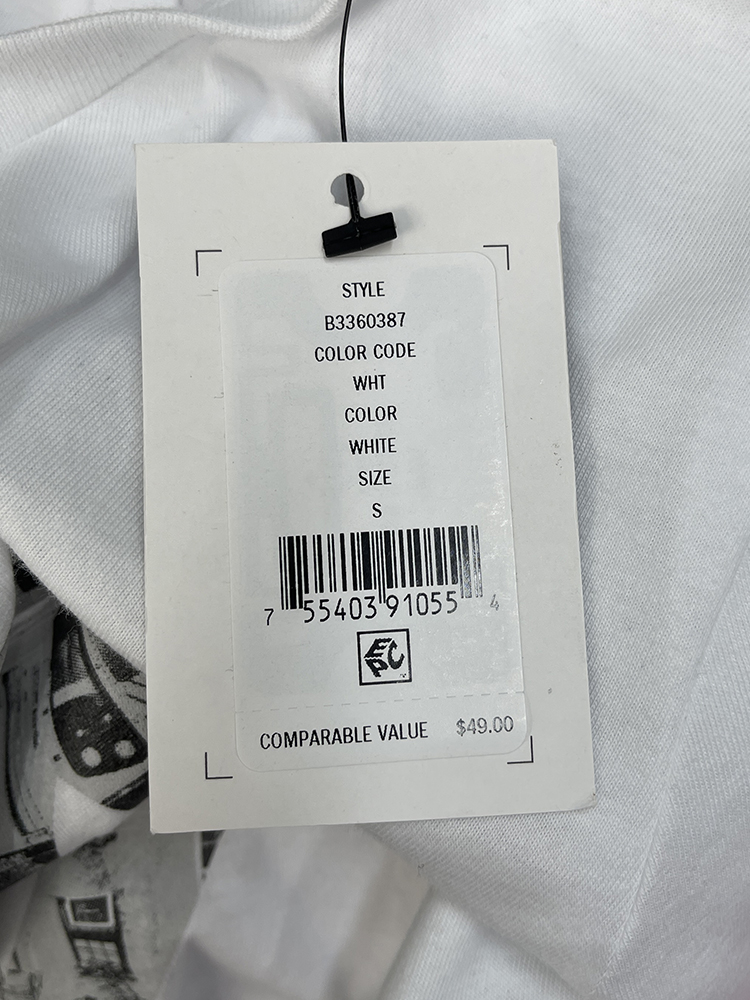 STYLE
B3360387
COLOR CODE
WHT
COLOR
WHITE
SIZE
S
7 55403 91055 4
EPC
COMPARABLE VALUE $49.00